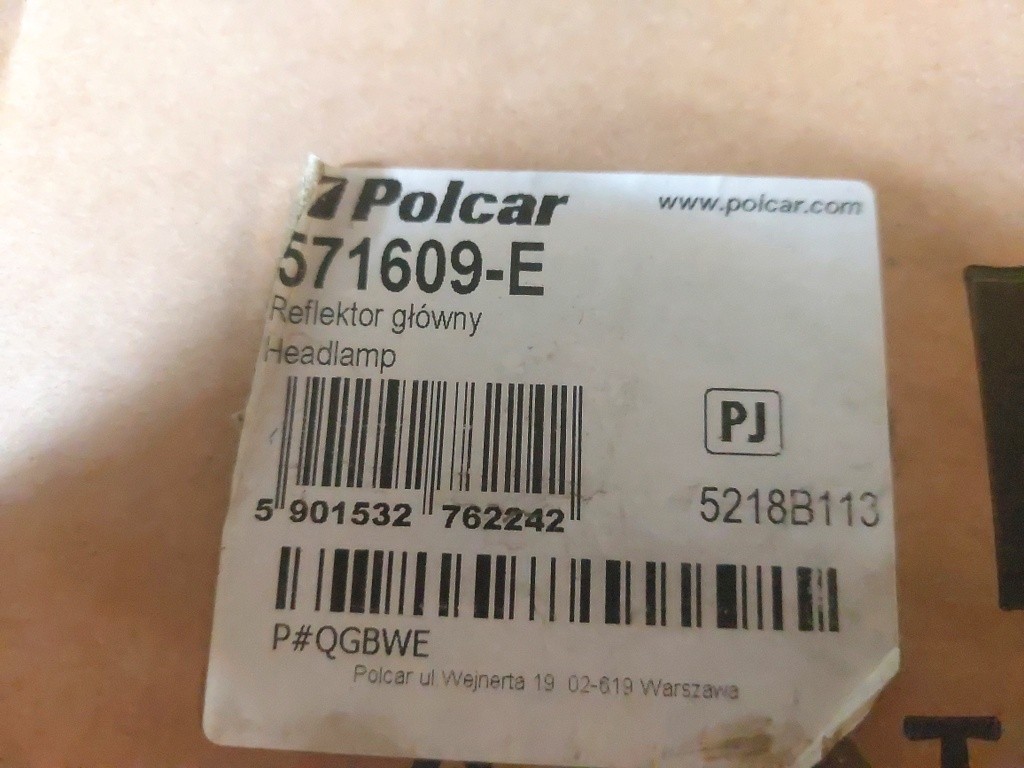 Polcar
www.polcar.com
571609-E
Reflektor główny
Headlamp
PJ
5 901532 762242
5218B113
P#QGBWE
Polcar ul Wejnerta 19 02-619 Warszawa
T